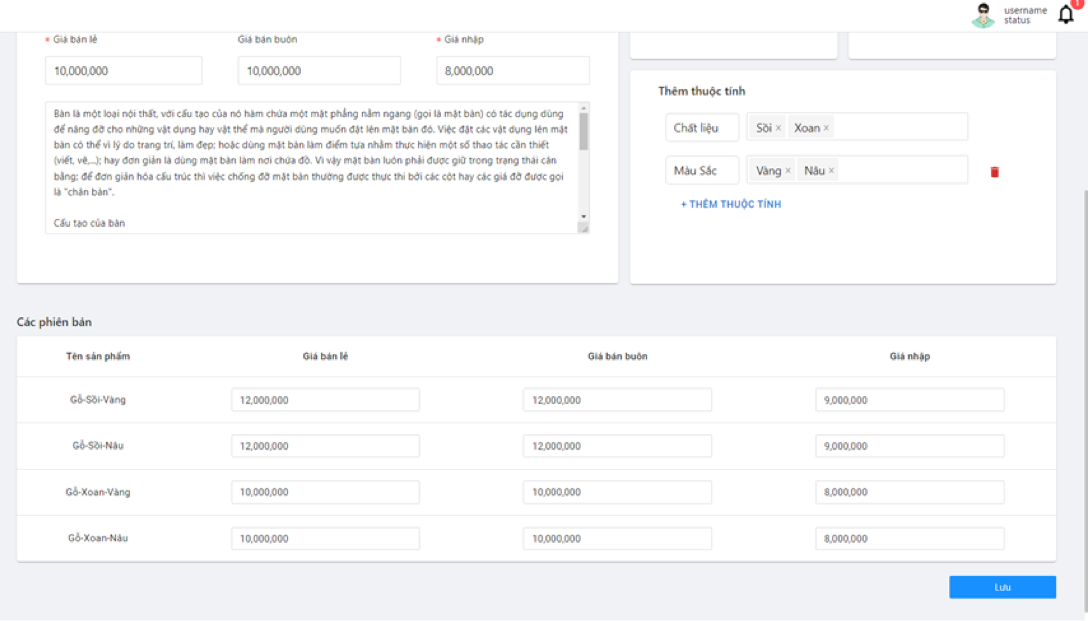 username
status
1
* Giá bán lẻ
Giá bán buôn
* Giá nhập
10,000,000
10,000,000
8,000,000
Bàn là một loại nội thất, với cấu tạo của nó hàm chứa một mặt phẳng nằm ngang (gọi là mặt bàn) có tác dụng dùng
để nâng đỡ cho những vật dụng hay vật thể mà người dùng muốn đặt lên mặt bàn đó. Việc đặt các vật dụng lên mặt
bàn có thể vì lý do trang trí, làm đẹp; hoặc dùng mặt bàn làm điểm tựa nhằm thực hiện một số thao tác cần thiết
(viết, vẽ,...); hay đơn giản là dùng mặt bàn làm nơi chứa đồ. Vì vậy mặt bàn luôn phải được giữ trong trạng thái cân
bằng; để đơn giản hóa cấu trúc thì việc chống đỡ mặt bàn thường được thực thi bởi các cột hay các giá đỡ được gọi
là "chân bàn".
Cấu tạo của bàn
Thêm thuộc tính
Chất liệu
Sồi ×
Xoan ×
Màu Sắc
Vàng ×
Nâu ×
+ THÊM THUỘC TÍNH
Các phiên bản
Tên sản phẩm
Giá bán lẻ
Giá bán buôn
Giá nhập
Gỗ-Sồi-Vàng
12,000,000
12,000,000
9,000,000
Gỗ-Sồi-Nâu
12,000,000
12,000,000
9,000,000
Gỗ-Xoan-Vàng
10,000,000
10,000,000
8,000,000
Gỗ-Xoan-Nâu
10,000,000
10,000,000
8,000,000
Lưu